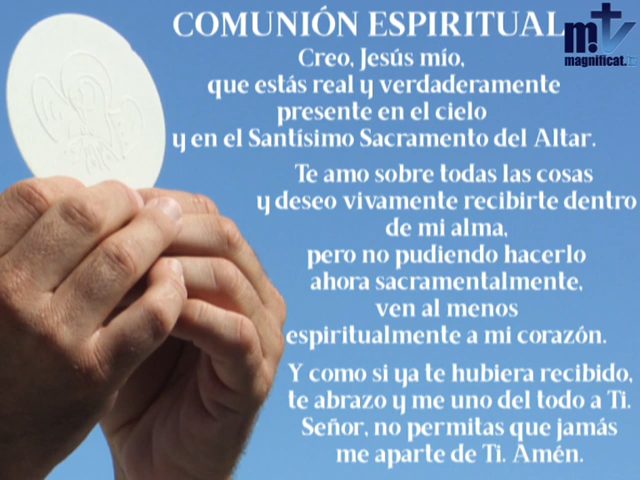 COMUNIÓN ESPIRITUAL
Creo, Jesús mío,
que estás real y verdaderamente
presente en el cielo
y en el Santísimo Sacramento del Altar.
Te amo sobre todas las cosas
y deseo vivamente recibirte dentro
de mi alma,
pero no pudiendo hacerlo
ahora sacramentalmente,
ven al menos
espiritualmente a mi corazón.
Y como si ya te hubiera recibido,
te abrazo y me uno del todo a Ti.
Señor, no permitas que jamás
me aparte de Ti. Amén.
m.tv
magnificat.tv